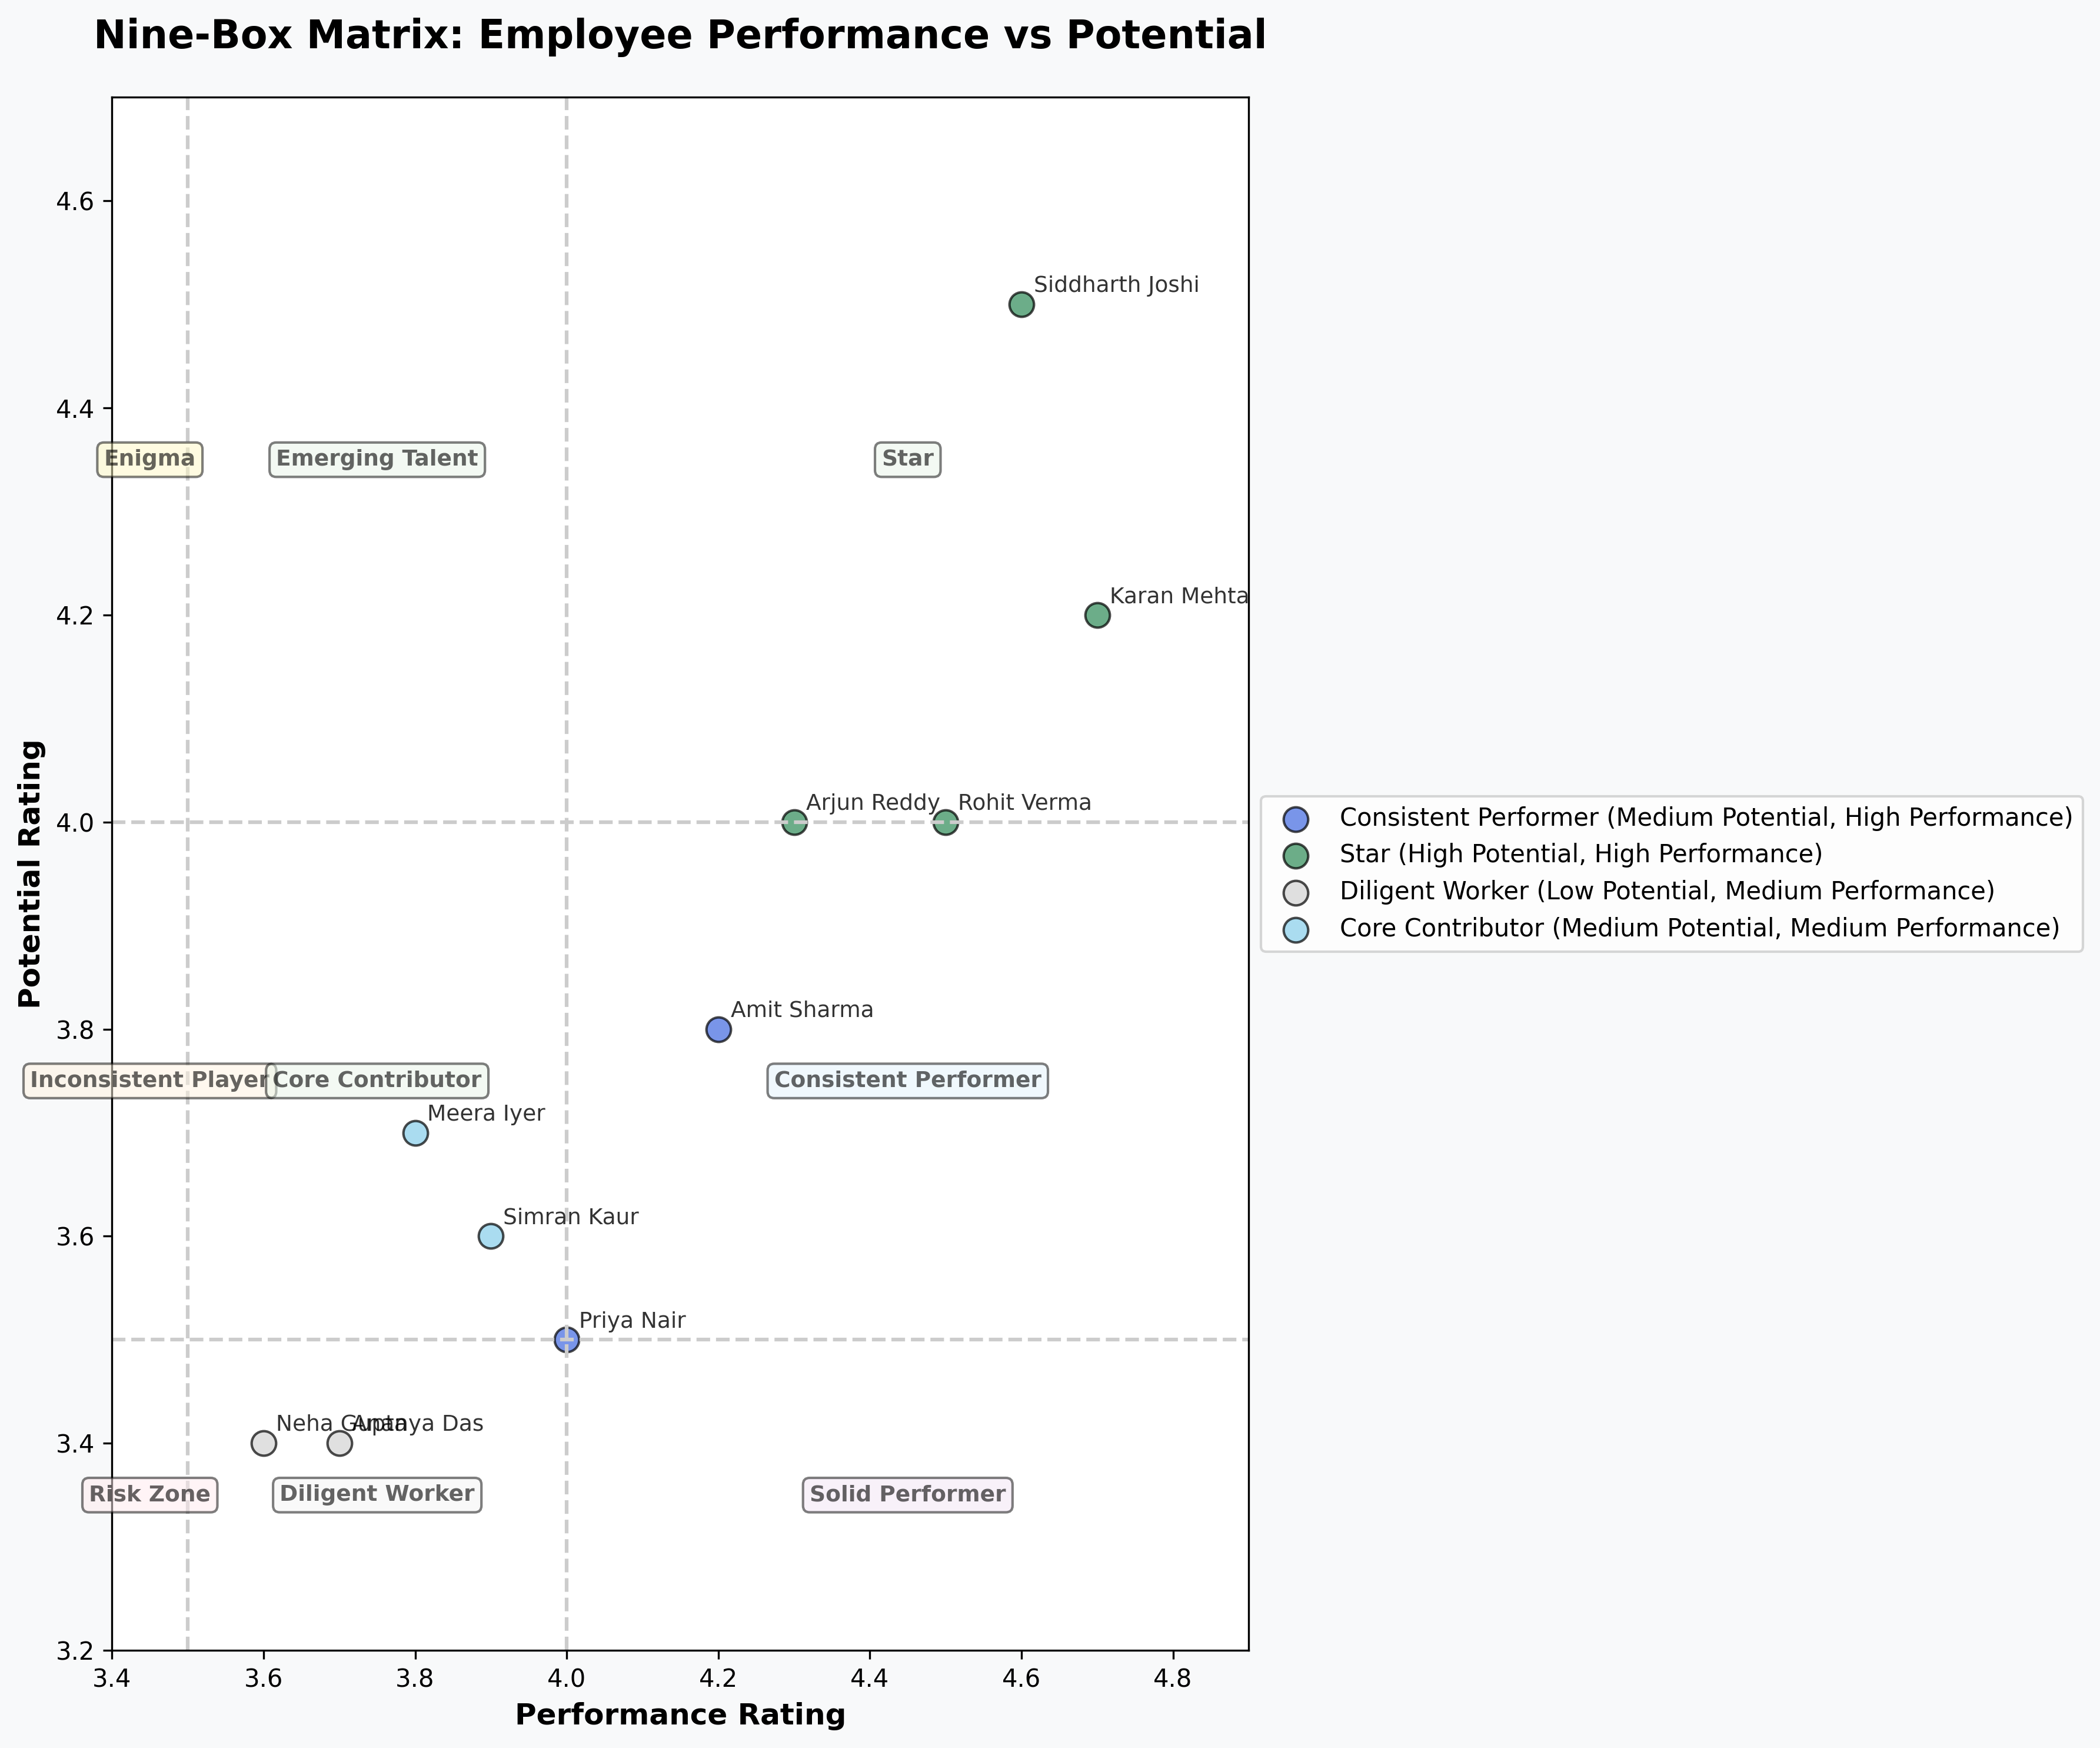 Nine-Box Matrix: Employee Performance vs Potential
Potential Rating
4.6
4.4
4.2
4.0
3.8
3.6
3.4
3.2
Siddharth Joshi
Enigma
Emerging Talent
Star
Karan Mehta
Arjun Reddy
Rohit Verma
Amit Sharma
Inconsistent Player
Core Contributor
Consistent Performer
Meera Iyer
Simran Kaur
Priya Nair
Neha Gupta
Ananya Das
Risk Zone
Diligent Worker
Solid Performer
3.4
3.6
3.8
4.0
4.2
4.4
4.6
4.8
Performance Rating
Consistent Performer (Medium Potential, High Performance)
Star (High Potential, High Performance)
Diligent Worker (Low Potential, Medium Performance)
Core Contributor (Medium Potential, Medium Performance)